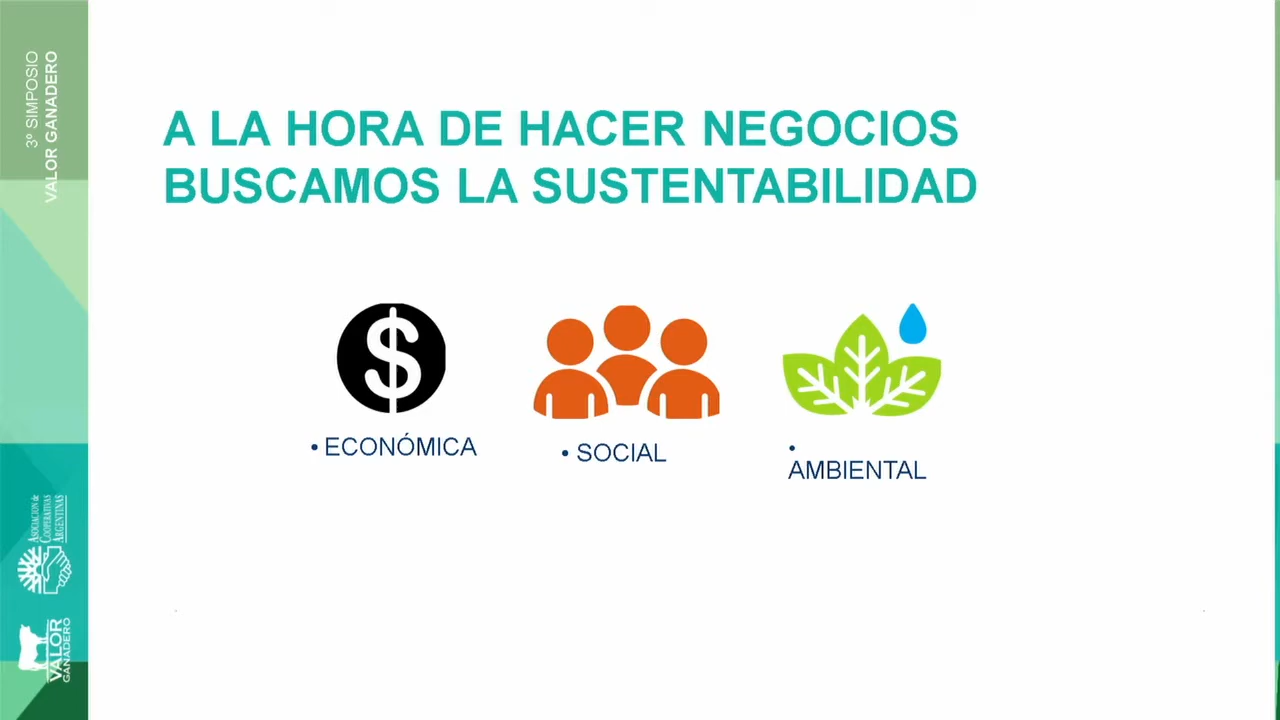 3º SIMPOSIO
VALOR GANADERO
A LA HORA DE HACER NEGOCIOS
BUSCAMOS LA SUSTENTABILIDAD
$
• ECONÓMICA
• SOCIAL
•
AMBIENTAL
ASOCIACION de
COOPERATIVAS
ARGENTINAS
VALOR
GANADERO